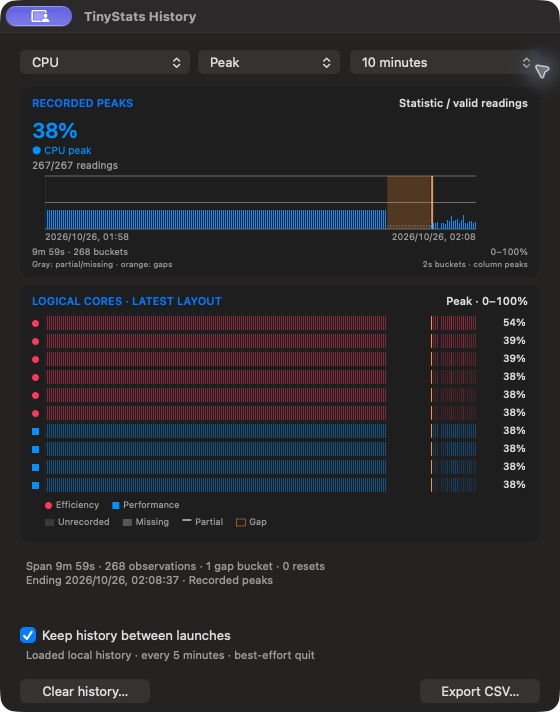 TinyStats History
CPU Peak 10 minutes
RECORDED PEAKS Statistic / valid readings
38%
CPU peak
267/267 readings
2026/10/26, 01:58 2026/10/26, 02:08
9m 59s · 268 buckets 0–100%
Gray: partial/missing · orange: gaps 2s buckets · column peaks
LOGICAL CORES · LATEST LAYOUT Peak · 0–100%
54%
39%
39%
38%
38%
38%
38%
38%
38%
38%
Efficiency Performance
Unrecorded Missing Partial Gap
Span 9m 59s · 268 observations · 1 gap bucket · 0 resets
Ending 2026/10/26, 02:08:37 · Recorded peaks
Keep history between launches
Loaded local history · every 5 minutes · best-effort quit
Clear history... Export CSV...